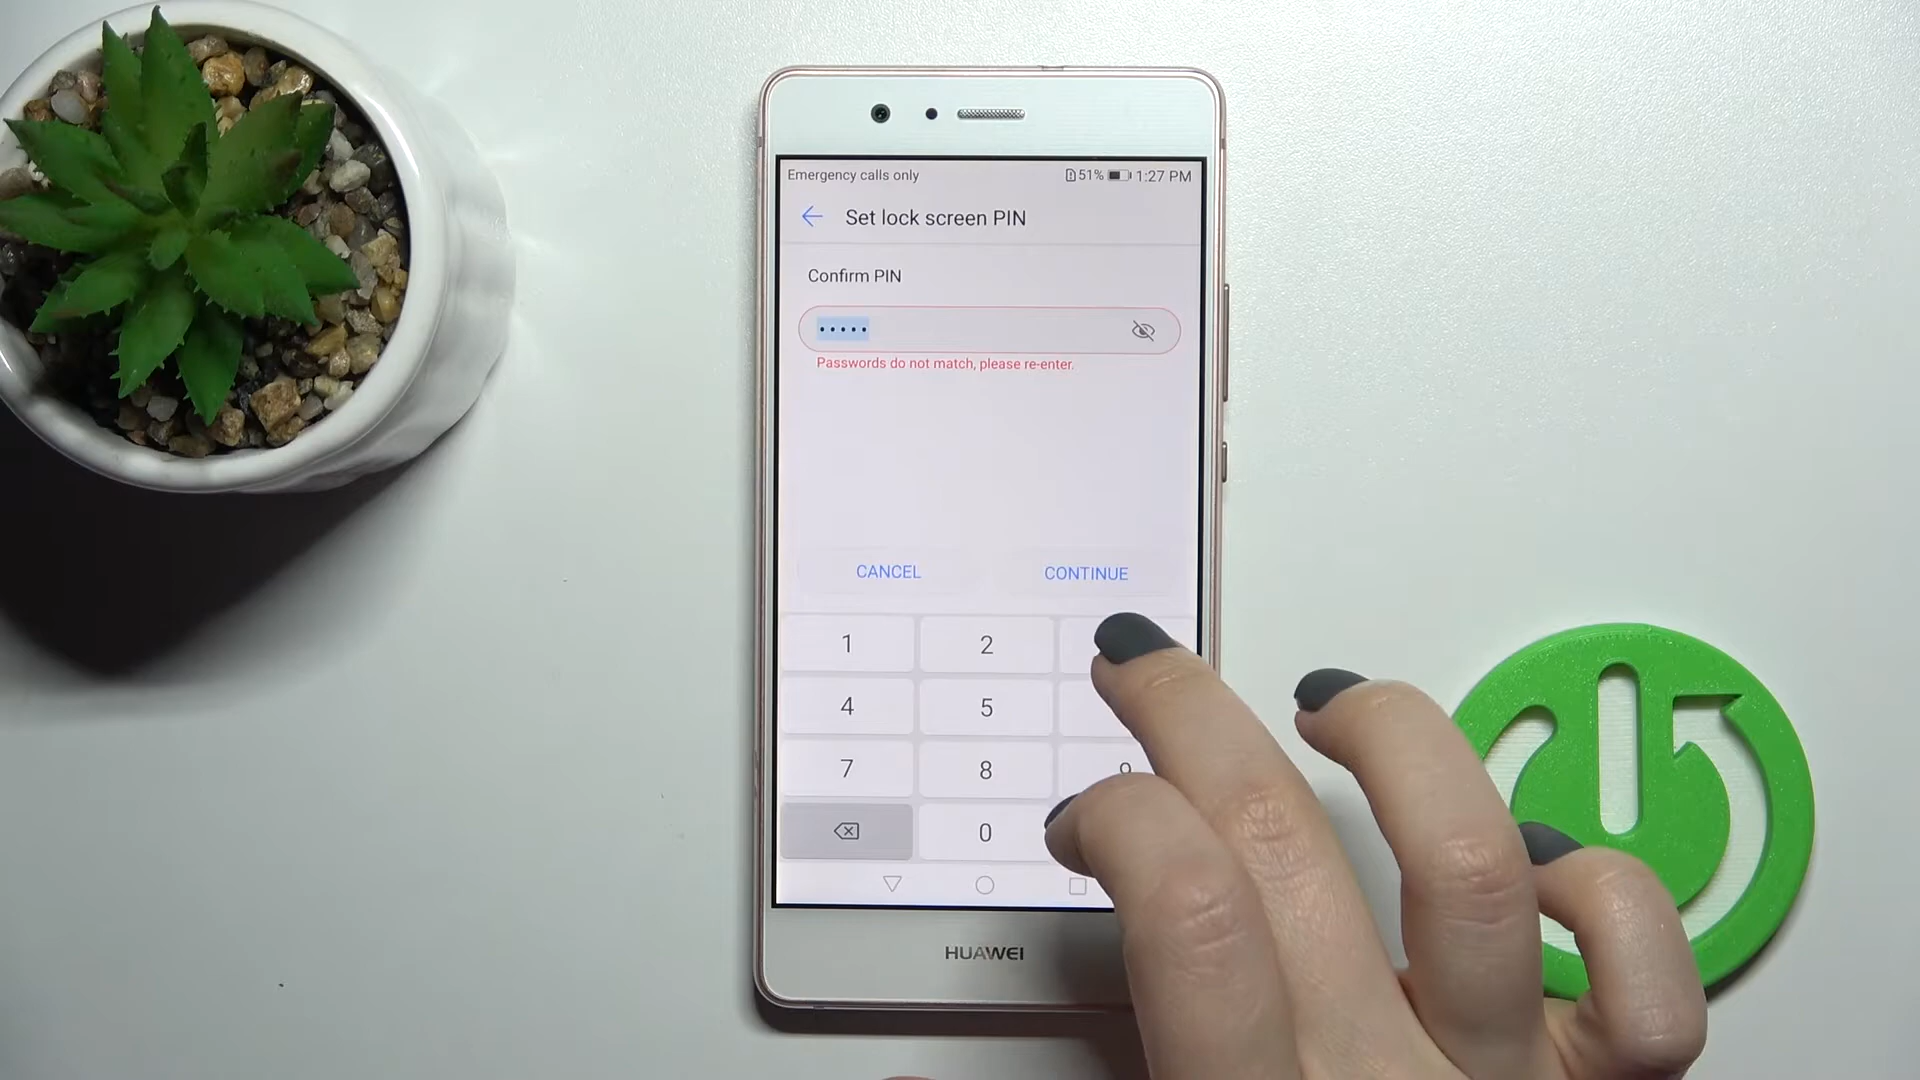 Emergency calls only 51% 1:27 PM
Set lock screen PIN
Confirm PIN
•••••
Passwords do not match, please re-enter.
CANCEL CONTINUE
1 2
4 5
7 8 9
0
HUAWEI